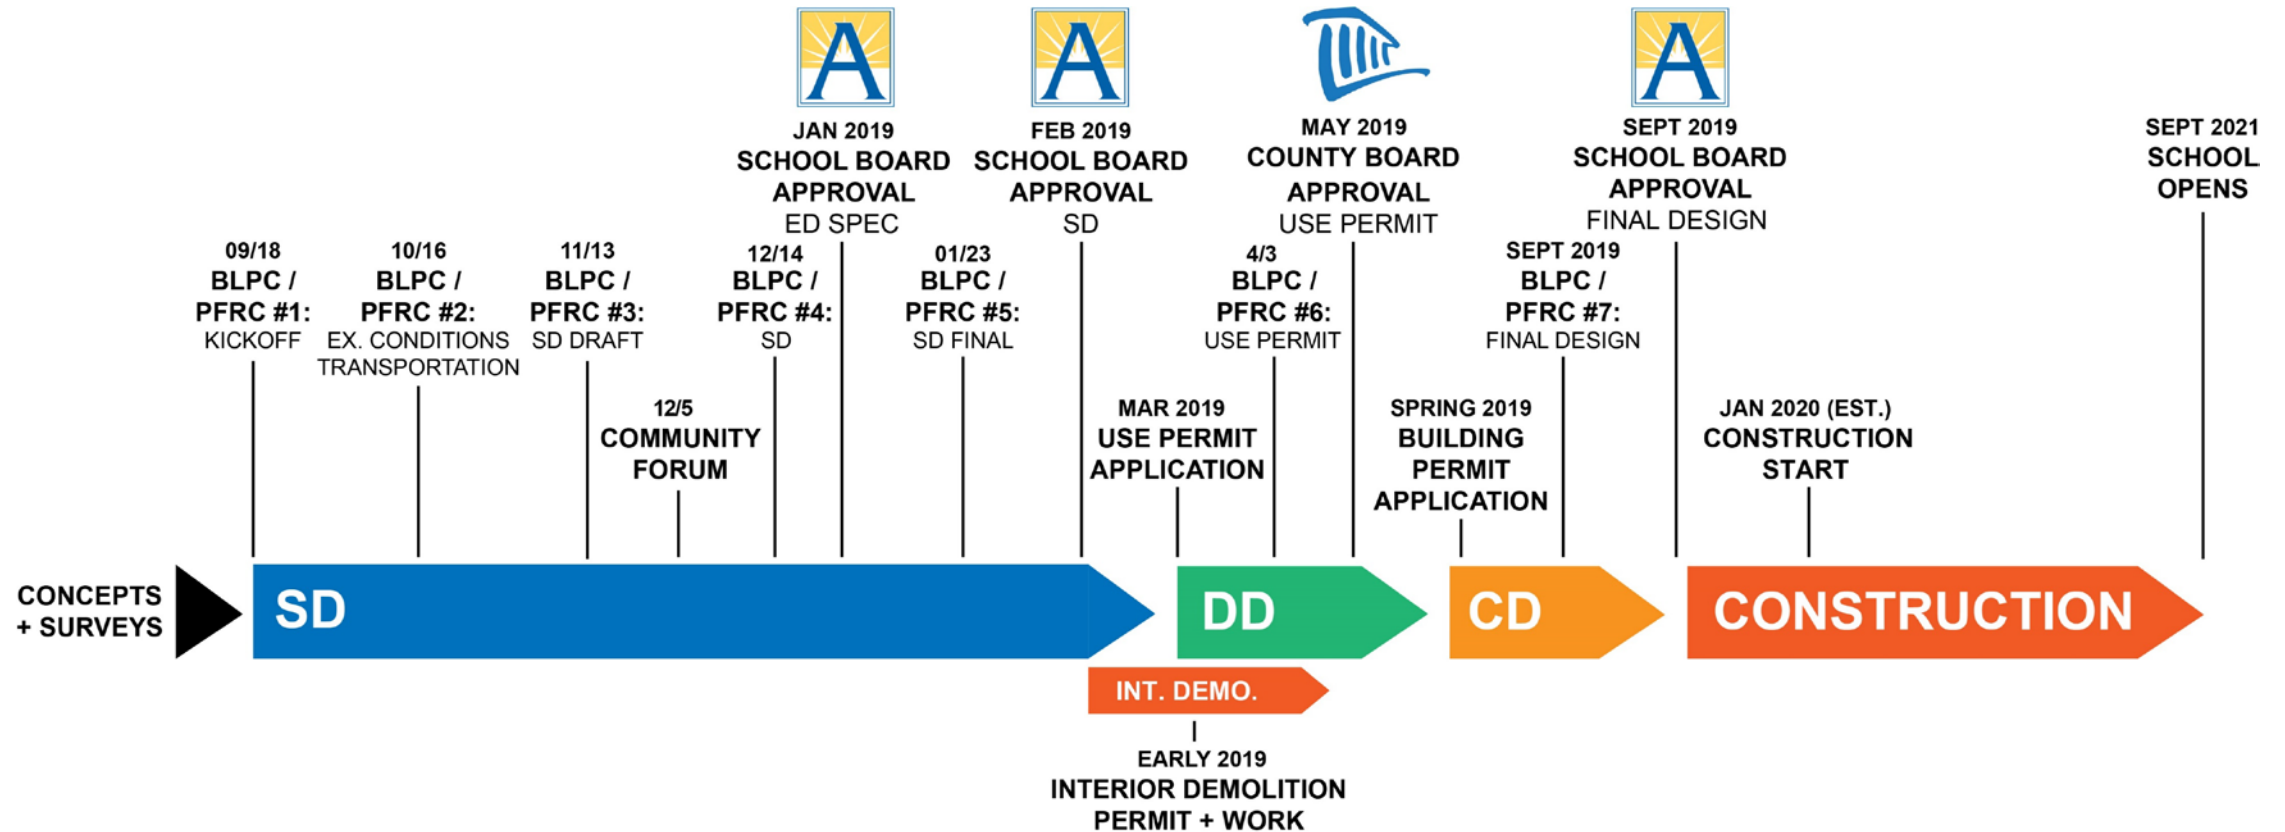 JAN 2019
SCHOOL BOARD
APPROVAL
ED SPEC
FEB 2019
SCHOOL BOARD
APPROVAL
SD
MAY 2019
COUNTY BOARD
APPROVAL
USE PERMIT
SEPT 2019
SCHOOL BOARD
APPROVAL
FINAL DESIGN
SEPT 2021
SCHOOL
OPENS
09/18
BLPC /
PFRC #1:
KICKOFF
10/16
BLPC /
PFRC #2:
EX. CONDITIONS
TRANSPORTATION
11/13
BLPC /
PFRC #3:
SD DRAFT
12/14
BLPC /
PFRC #4:
SD
01/23
BLPC /
PFRC #5:
SD FINAL
4/3
BLPC /
PFRC #6:
USE PERMIT
SEPT 2019
BLPC /
PFRC #7:
FINAL DESIGN
12/5
COMMUNITY
FORUM
MAR 2019
USE PERMIT
APPLICATION
SPRING 2019
BUILDING
PERMIT
APPLICATION
JAN 2020 (EST.)
CONSTRUCTION
START
CONCEPTS
+ SURVEYS
SD
DD
CD
CONSTRUCTION
INT. DEMO.
EARLY 2019
INTERIOR DEMOLITION
PERMIT + WORK
A
A
A